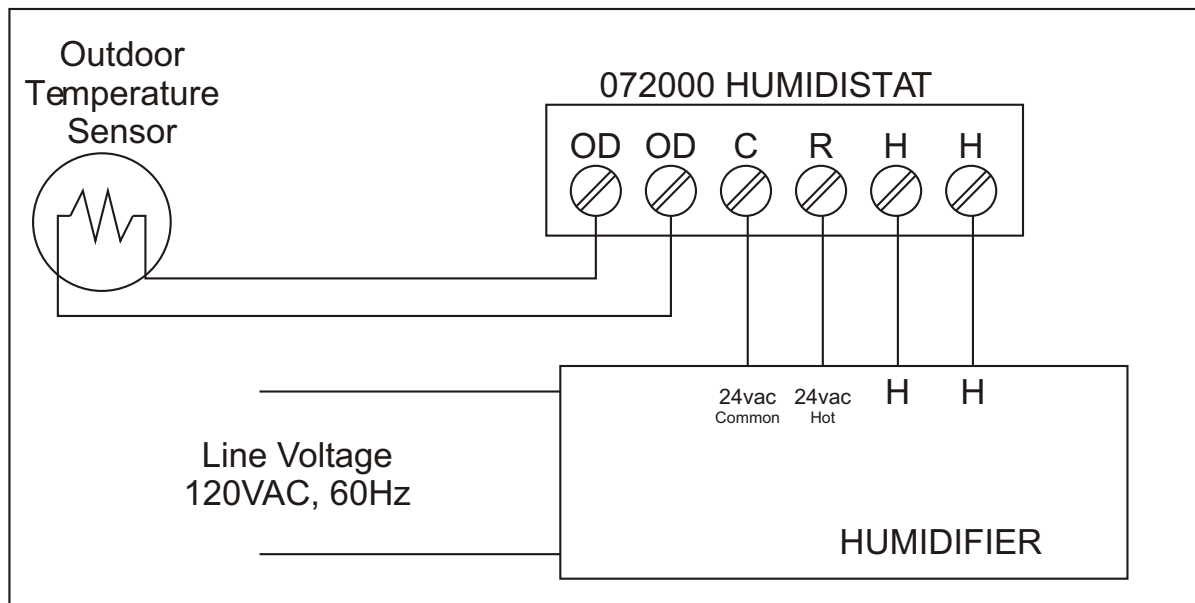 Outdoor
Temperature
Sensor
072000 HUMIDISTAT
OD OD C R H H
24vac 24vac H H
Common Hot
Line Voltage
120VAC, 60Hz
HUMIDIFIER